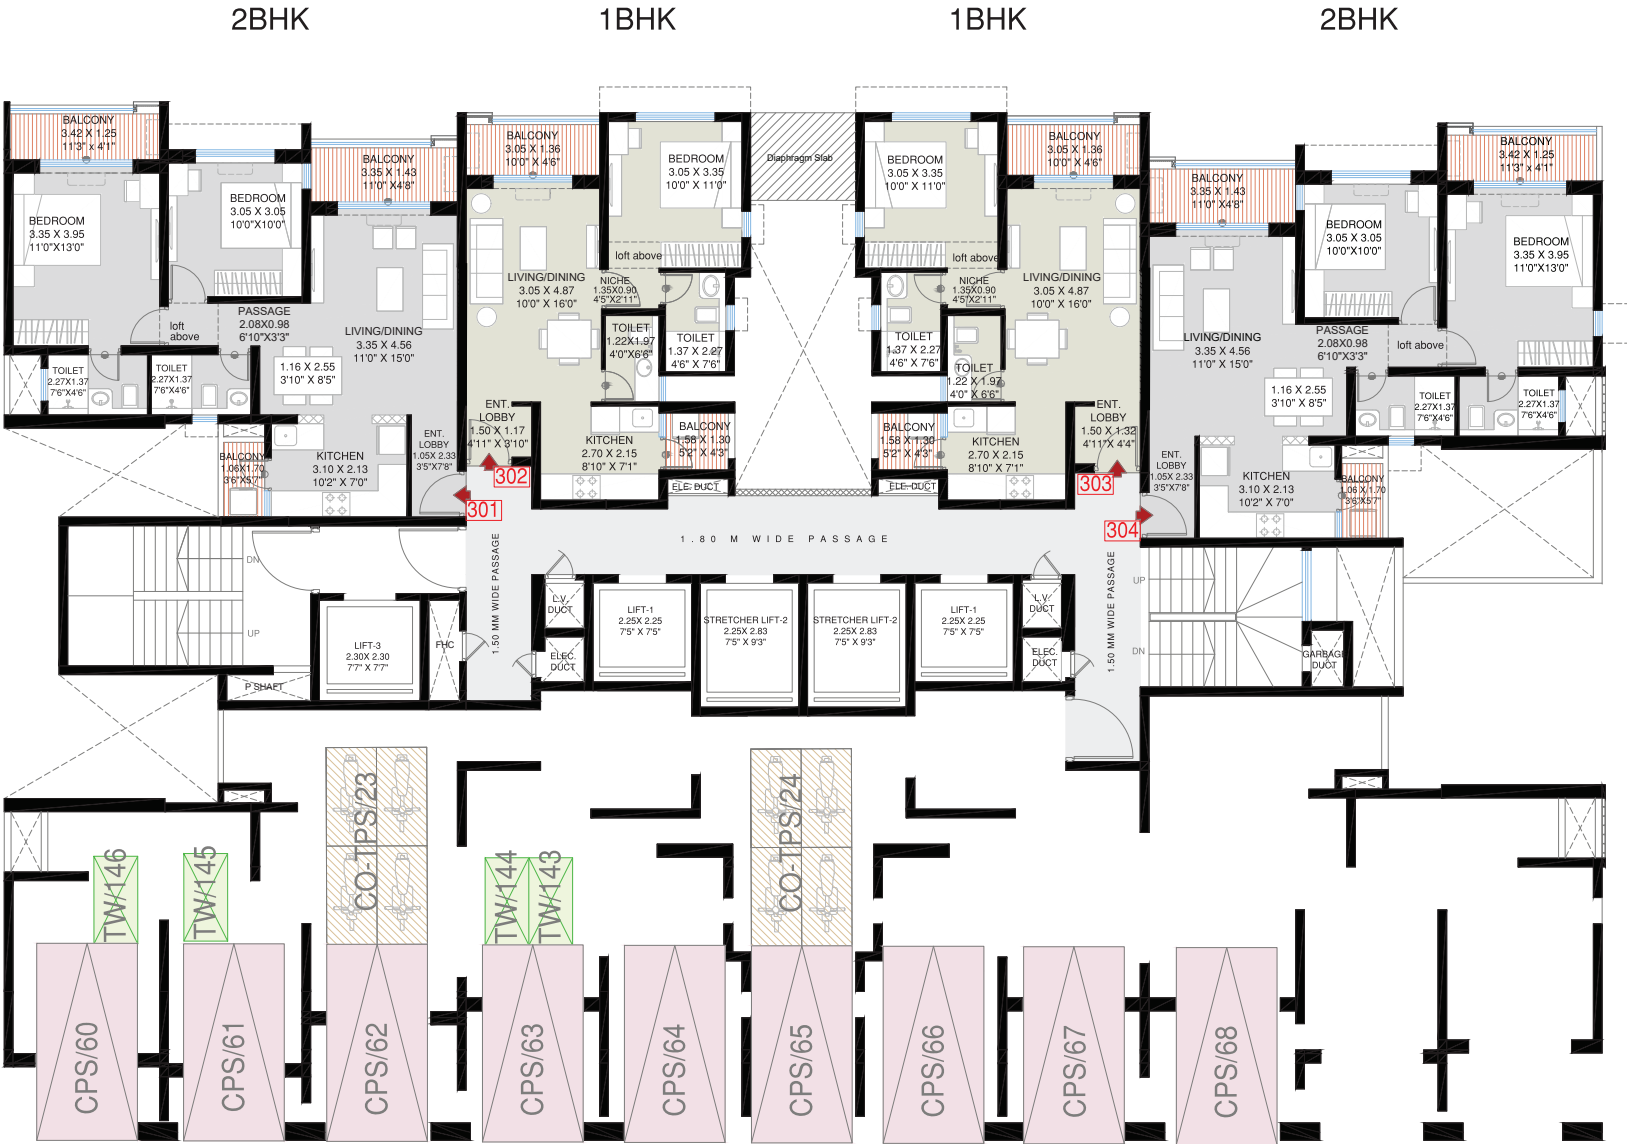 2BHK
1BHK
1BHK
2BHK
BALCONY
3.42 X 1.25
11'3" x 4'1"
BALCONY
3.35 X 1.43
11'0" X4'8"
BEDROOM
3.35 X 3.95
11'0"X13'0"
BEDROOM
3.05 X 3.05
10'0"X10'0"
loft
above
PASSAGE
2.08X0.98
6'10"X3'3"
LIVING/DINING
3.35 X 4.56
11'0" X 15'0"
1.16 X 2.55
3'10" X 8'5"
TOILET
2.27X1.37
7'6"X4'6"
TOILET
2.27X1.37
7'6"X4'6"
BALCONY
1.06X1.70
3'6"X5'7"
KITCHEN
3.10 X 2.13
10'2" X 7'0"
ENT.
LOBBY
1.05X 2.33
3'5"X7'8"
301
BALCONY
3.05 X 1.36
10'0" X 4'6"
BEDROOM
3.05 X 3.35
10'0" X 11'0"
loft above
LIVING/DINING
3.05 X 4.87
10'0" X 16'0"
NICHE
1.35X0.90
4'5"X2'11"
TOILET
1.22X1.97
4'0"X6'6"
TOILET
1.37 X 2.27
4'6" X 7'6"
ENT.
LOBBY
1.50 X 1.17
4'11" X 3'10"
302
KITCHEN
2.70 X 2.15
8'10" X 7'1"
BALCONY
1.58 X 1.30
5'2" X 4'3"
ELE. DUCT
Diaphragm Slab
BEDROOM
3.05 X 3.35
10'0" X 11'0"
BALCONY
3.05 X 1.36
10'0" X 4'6"
loft above
NICHE
1.35X0.90
4'5"X2'11"
LIVING/DINING
3.05 X 4.87
10'0" X 16'0"
TOILET
1.37 X 2.27
4'6" X 7'6"
TOILET
1.22 X 1.97
4'0" X 6'6"
BALCONY
1.58 X 1.30
5'2" X 4'3"
ELE. DUCT
KITCHEN
2.70 X 2.15
8'10" X 7'1"
ENT.
LOBBY
1.50 X 1.32
4'11" X 4'4"
303
BALCONY
3.35 X 1.43
11'0" X4'8"
BALCONY
3.42 X 1.25
11'3" x 4'1"
BEDROOM
3.05 X 3.05
10'0"X10'0"
BEDROOM
3.35 X 3.95
11'0"X13'0"
LIVING/DINING
3.35 X 4.56
11'0" X 15'0"
PASSAGE
2.08X0.98
6'10"X3'3"
loft above
1.16 X 2.55
3'10" X 8'5"
TOILET
2.27X1.37
7'6"X4'6"
TOILET
2.27X1.37
7'6"X4'6"
ENT.
LOBBY
1.05X 2.33
3'5"X7'8"
KITCHEN
3.10 X 2.13
10'2" X 7'0"
BALCONY
1.06 X 1.70
3'6"X5'7"
304
1.80 M WIDE PASSAGE
1.50 MM WIDE PASSAGE
1.50 MM WIDE PASSAGE
DN
UP
LIFT-3
2.30X 2.30
7'7" X 7'7"
FHC
P SHAFT
L.V.
DUCT
ELEC.
DUCT
LIFT-1
2.25X 2.25
7'5" X 7'5"
STRETCHER LIFT-2
2.25X 2.83
7'5" X 9'3"
STRETCHER LIFT-2
2.25X 2.83
7'5" X 9'3"
LIFT-1
2.25X 2.25
7'5" X 7'5"
L.V.
DUCT
ELEC.
DUCT
UP
DN
GARBAGE
DUCT
TW/146
TW/145
CO-TPS/23
TW/144
TW/143
CO-TPS/24
CPS/60
CPS/61
CPS/62
CPS/63
CPS/64
CPS/65
CPS/66
CPS/67
CPS/68